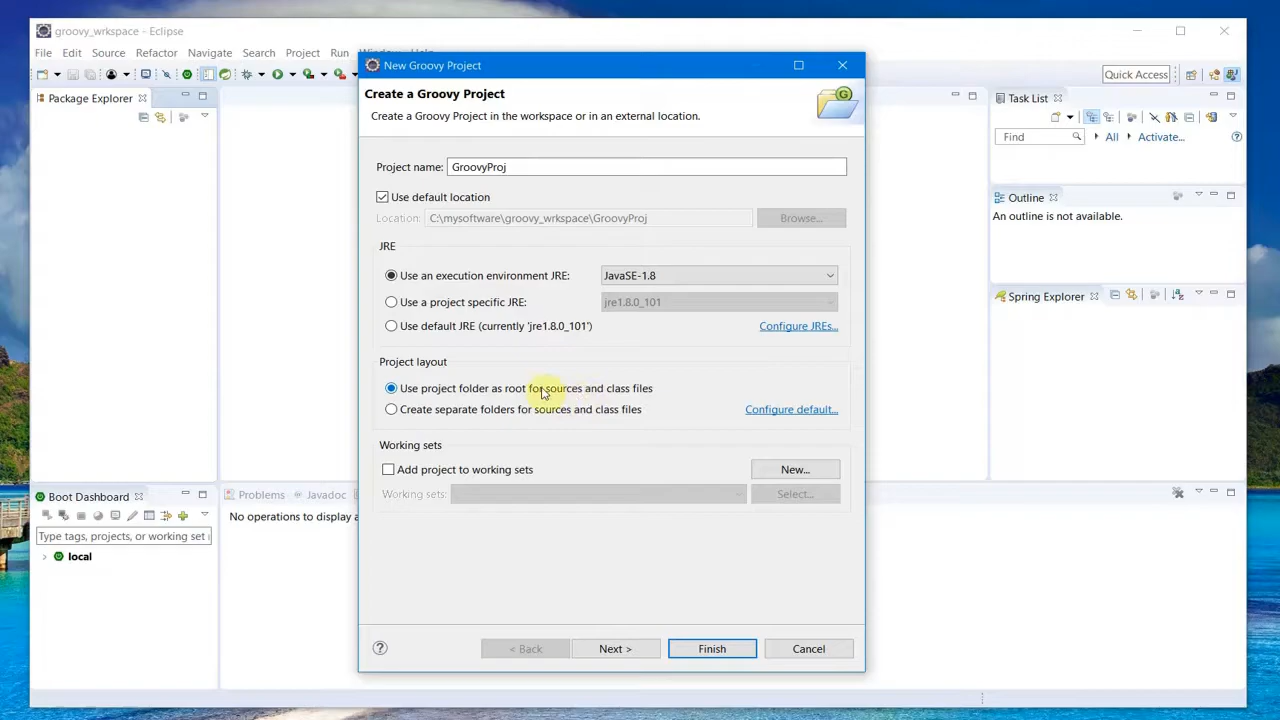 groovy_wrkspace - Eclipse
File Edit Source Refactor Navigate Search Project Run
Quick Access
Package Explorer
New Groovy Project
Create a Groovy Project
Create a Groovy Project in the workspace or in an external location.
Project name: GroovyProj
Use default location
Location: C:\mysoftware\groovy_wrkspace\GroovyProj Browse...
JRE
Use an execution environment JRE: JavaSE-1.8
Use a project specific JRE: jre1.8.0_101
Use default JRE (currently 'jre1.8.0_101') Configure JREs...
Project layout
Use project folder as root for sources and class files
Create separate folders for sources and class files Configure default...
Working sets
Add project to working sets New...
Working sets: Select...
< Back Next > Finish Cancel
Task List
Find All Activate...
Outline
An outline is not available.
Spring Explorer
Boot Dashboard
Type tags, projects, or working set
local
Problems Javadoc
No operations to display a